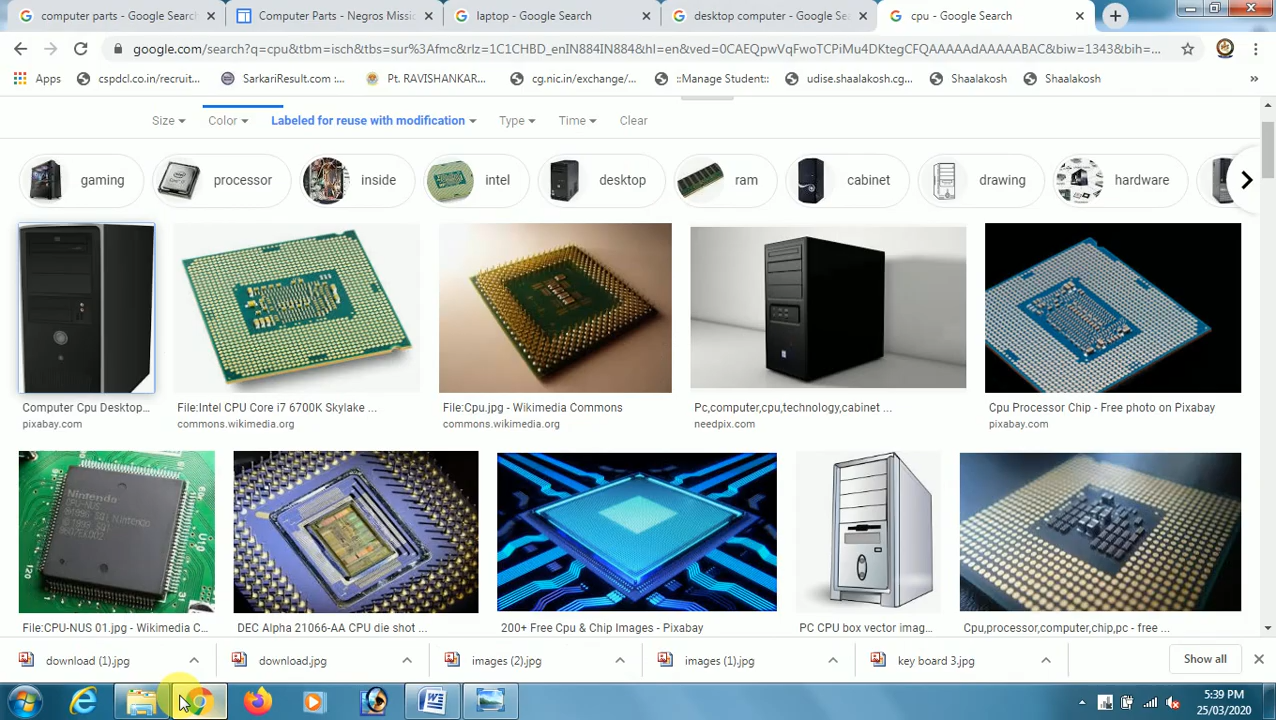 computer parts - Google Search
Computer Parts - Negros Missi
laptop - Google Search
desktop computer - Google Se
cpu - Google Search
google.com/search?q=cpu&tbm=isch&tbs=sur%3Afmc&rlz=1C1CHBD_enIN884IN884&hl=en&ved=0CAEQpwVqFwoTCPiMu4DKtegCFQAAAAAdAAAAABAC&biw=1343&bih=...
Apps
cspdcl.co.in/recruit...
SarkariResult.com :...
Pt. RAVISHANKAR...
cg.nic.in/exchange/...
::Manage Student::
udise.shaalakosh.cg...
Shaalakosh
Shaalakosh
»
Size
Color
Labeled for reuse with modification
Type
Time
Clear
gaming
processor
inside
intel
desktop
ram
cabinet
drawing
hardware
Computer Cpu Desktop...
pixabay.com
File:Intel CPU Core i7 6700K Skylake ...
commons.wikimedia.org
File:Cpu.jpg - Wikimedia Commons
commons.wikimedia.org
Pc,computer,cpu,technology,cabinet ...
needpix.com
Cpu Processor Chip - Free photo on Pixabay
pixabay.com
Nintendo
CPU-NUS
File:CPU-NUS 01.jpg - Wikimedia C...
DEC Alpha 21066-AA CPU die shot ...
200+ Free Cpu & Chip Images - Pixabay
PC CPU box vector imag...
Cpu,processor,computer,chip,pc - free ...
download (1).jpg
download.jpg
images (2).jpg
images (1).jpg
key board 3.jpg
Show all
5:39 PM
25/03/2020